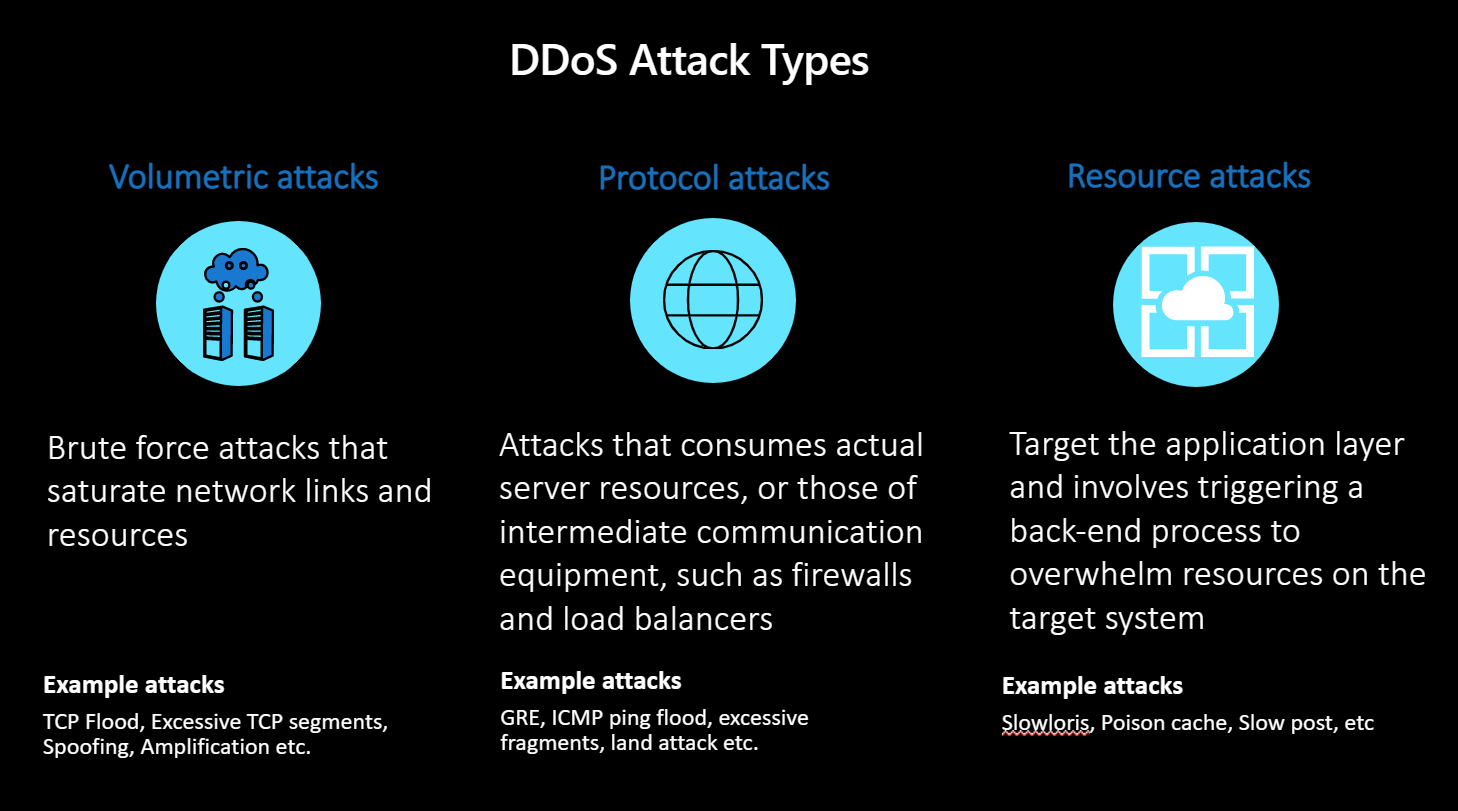 DDoS Attack Types
Volumetric attacks
Brute force attacks that
saturate network links and
resources
Example attacks
TCP Flood, Excessive TCP segments,
Spoofing, Amplification etc.
Protocol attacks
Attacks that consumes actual
server resources, or those of
intermediate communication
equipment, such as firewalls
and load balancers
Example attacks
GRE, ICMP ping flood, excessive
fragments, land attack etc.
Resource attacks
Target the application layer
and involves triggering a
back-end process to
overwhelm resources on the
target system
Example attacks
Slowloris, Poison cache, Slow post, etc